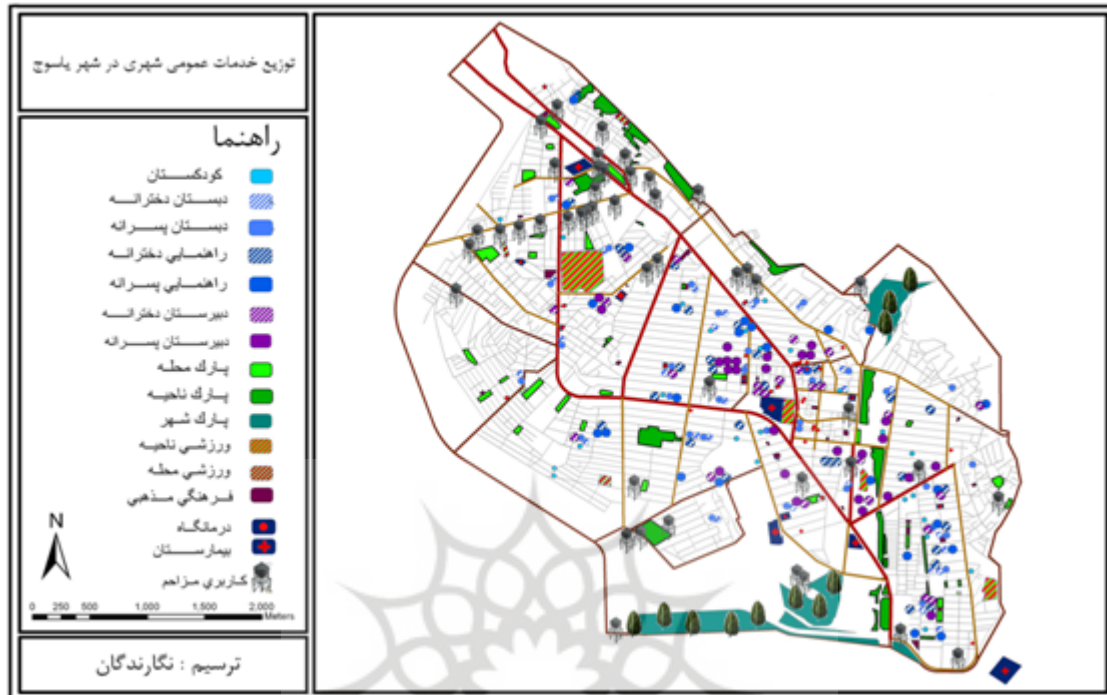 توزیع خدمات عمومی شهری در شهر یاسوج
راهنما
کودکستان
دبستان دخترانه
دبستان پسرانه
راهنمایی دخترانه
راهنمایی پسرانه
دبیرستان دخترانه
دبیرستان پسرانه
پارک محله
پارک ناحیه
پارک شهر
ورزشی ناحیه
ورزشی محله
فرهنگی مذهبی
درمانگاه
بیمارستان
کاربری مزاحم
N
0 250 500 1,000 1,500 2,000
Meters
ترسیم : نگارندگان